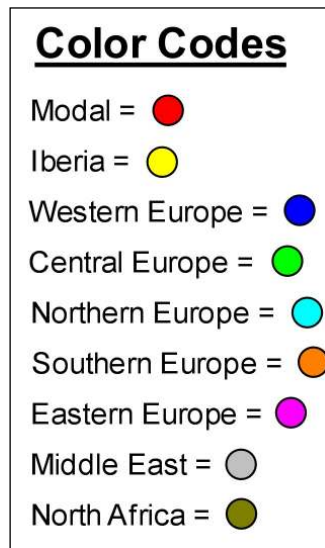 Color Codes
Modal =
Iberia =
Western Europe =
Central Europe =
Northern Europe =
Southern Europe =
Eastern Europe =
Middle East =
North Africa =